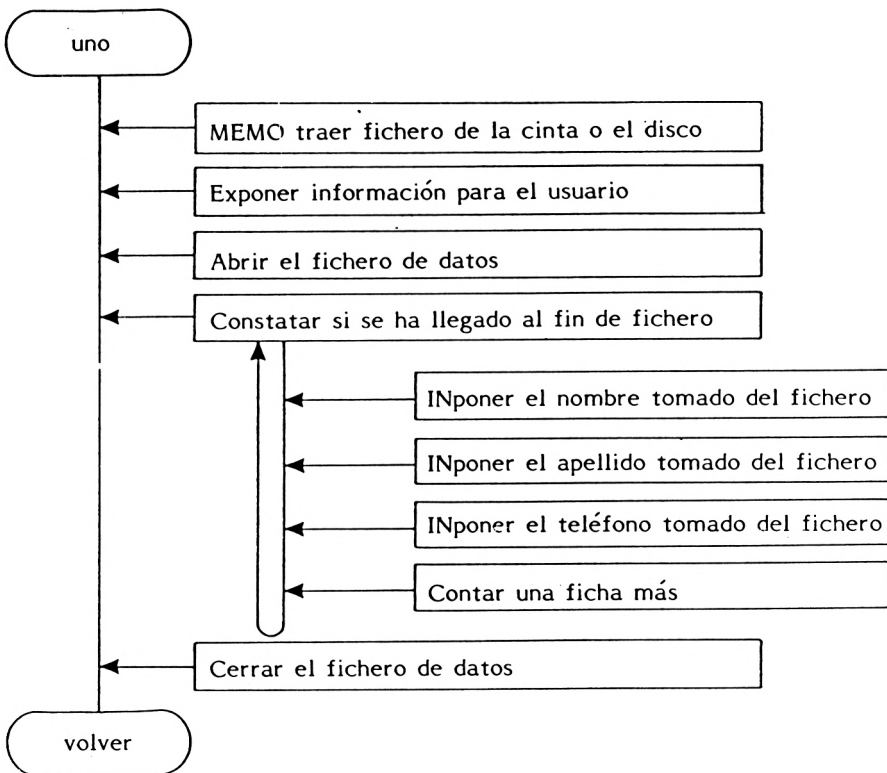 uno
MEMO traer fichero de la cinta o el disco
Exponer información para el usuario
Abrir el fichero de datos
Constatar si se ha llegado al fin de fichero
INponer el nombre tomado del fichero
INponer el apellido tomado del fichero
INponer el teléfono tomado del fichero
Contar una ficha más
Cerrar el fichero de datos
volver